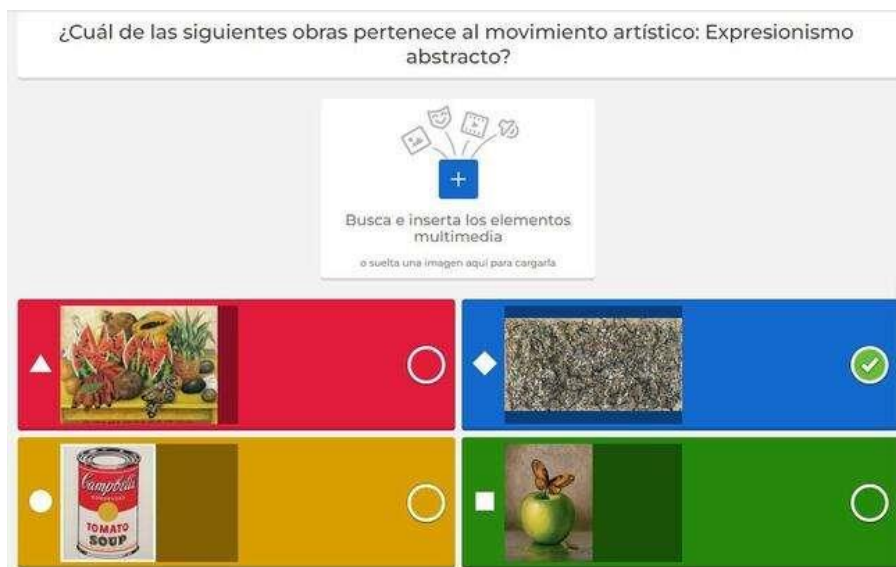 ¿Cuál de las siguientes obras pertenece al movimiento artístico: Expresionismo
abstracto?
Busca e inserta los elementos
multimedia
o suelta una imagen aquí para cargarla
Campbell's
TOMATO
SOUP